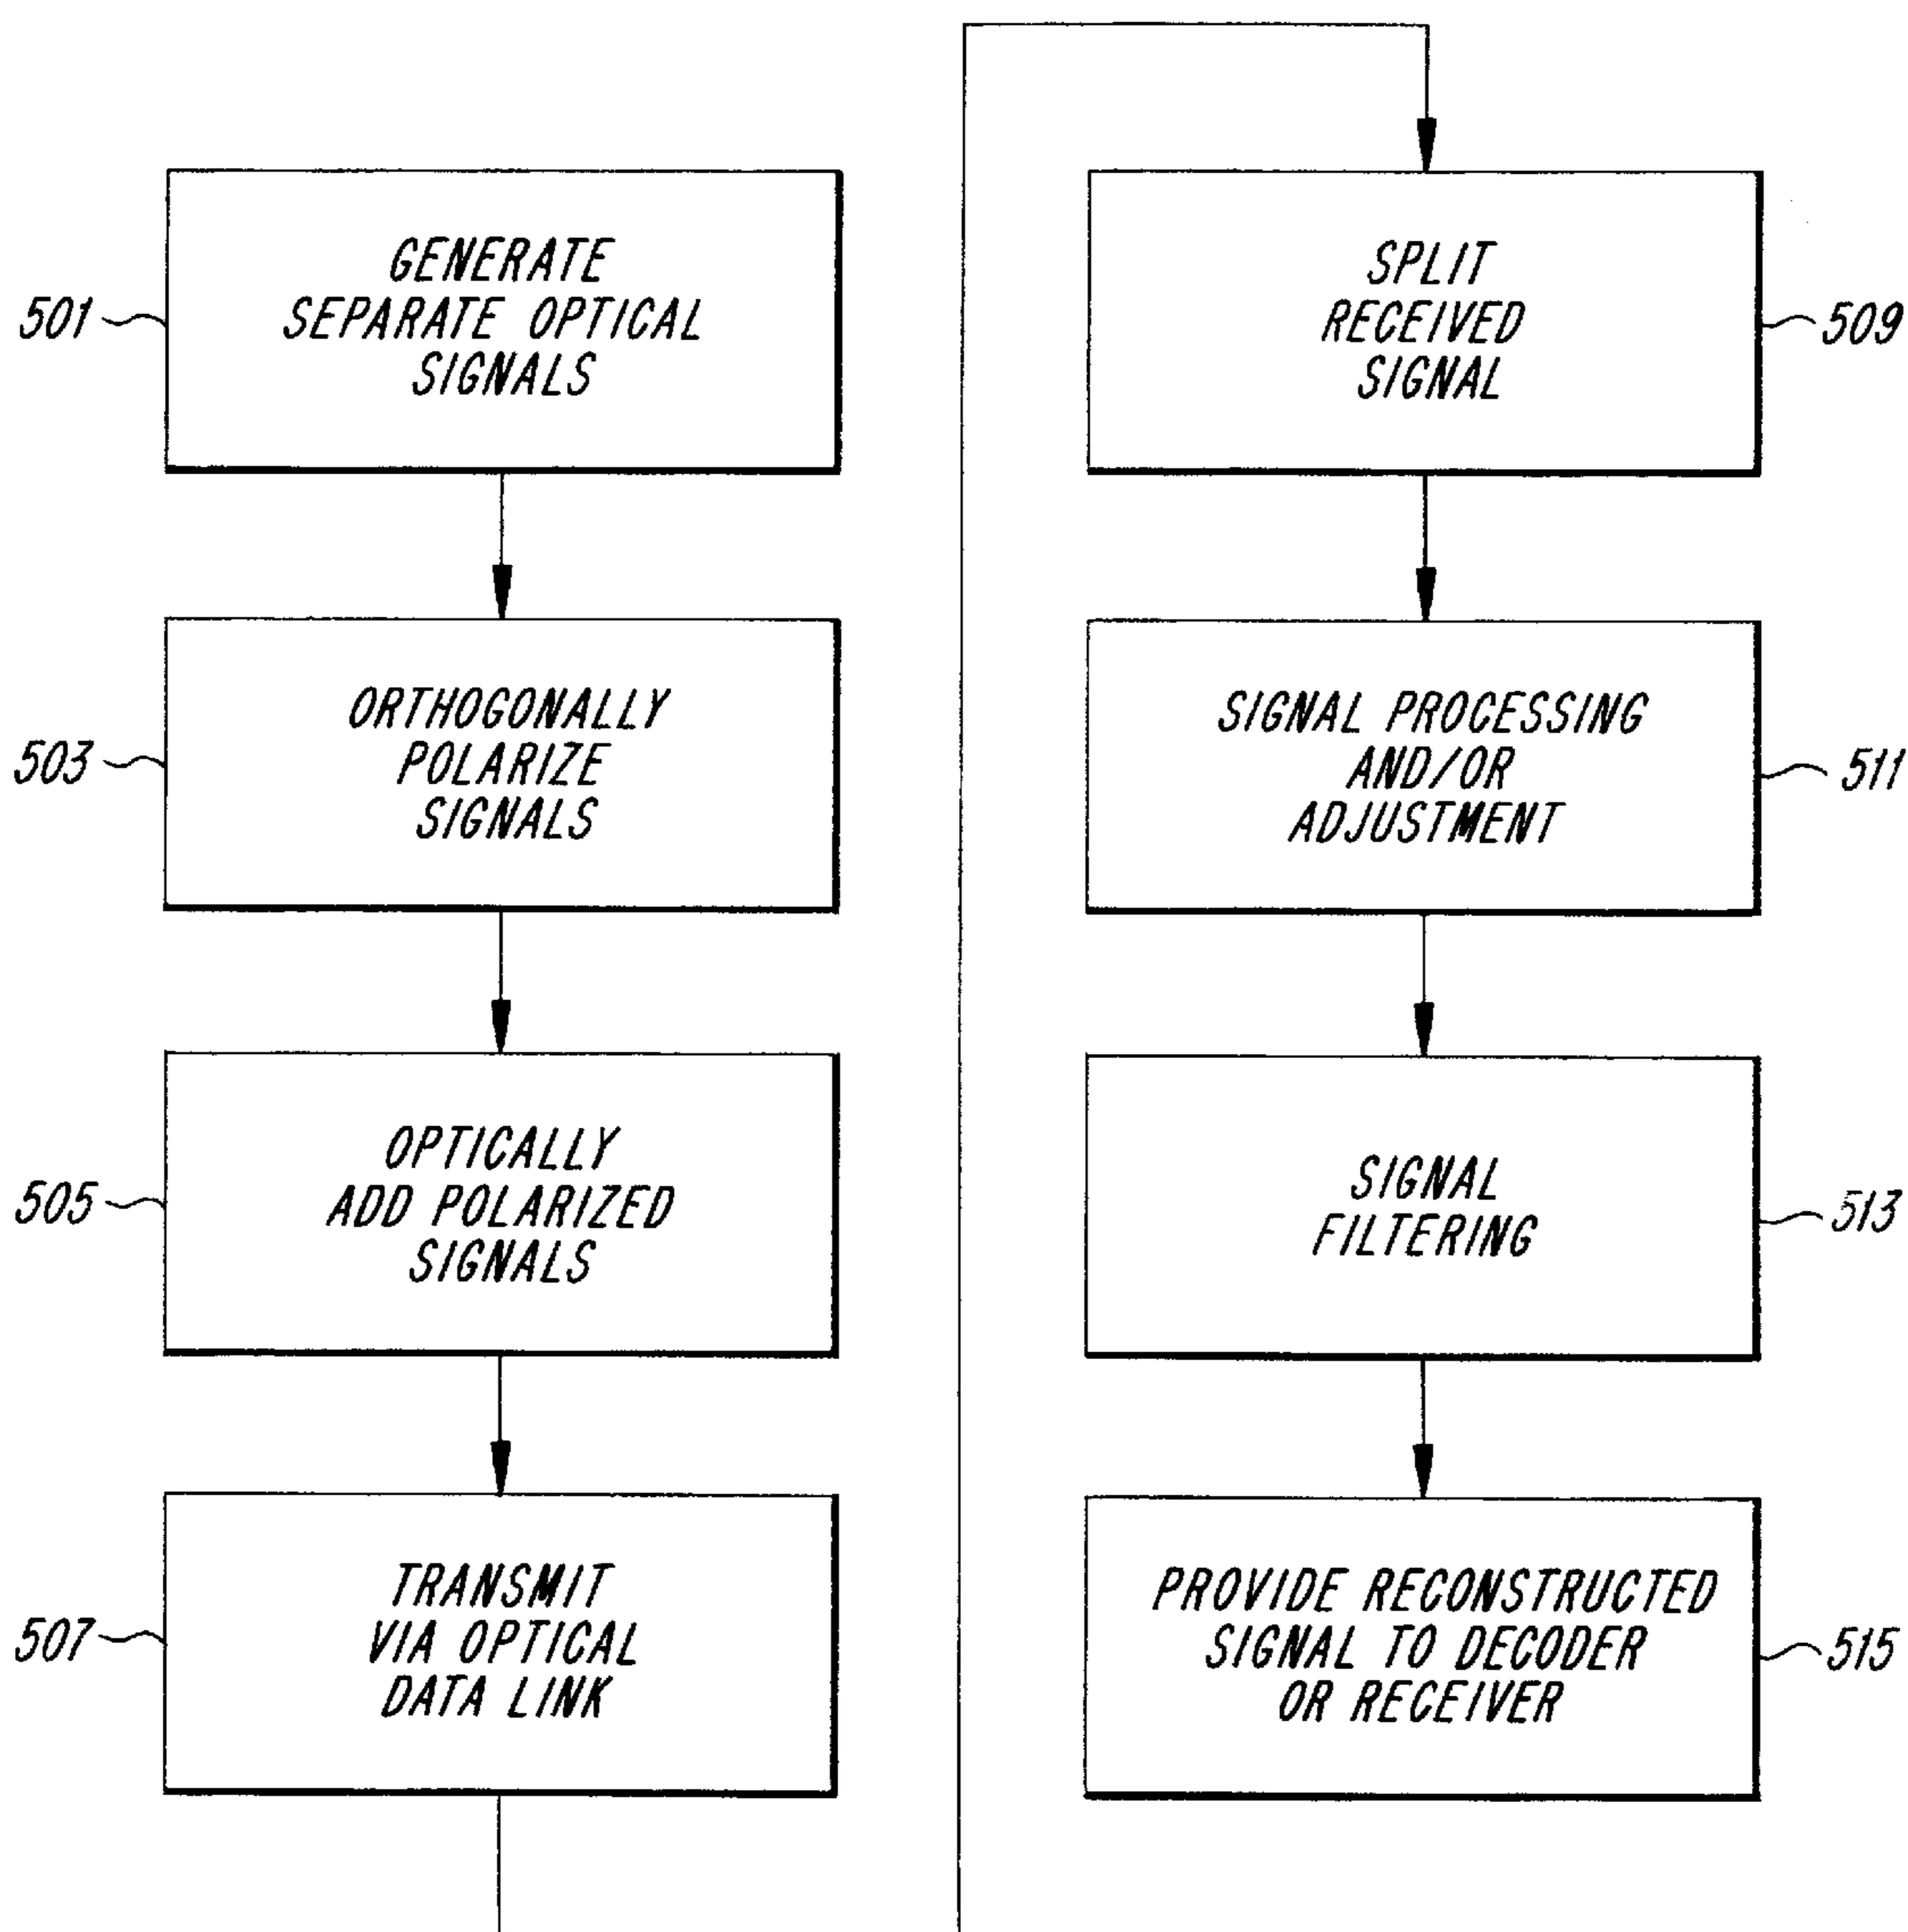 GENERATE
SEPARATE OPTICAL
SIGNALS
501
ORTHOGONALLY
POLARIZE
SIGNALS
503
OPTICALLY
ADD POLARIZED
SIGNALS
505
TRANSMIT
VIA OPTICAL
DATA LINK
507
SPLIT
RECEIVED
SIGNAL
509
SIGNAL PROCESSING
AND/OR
ADJUSTMENT
511
SIGNAL
FILTERING
513
PROVIDE RECONSTRUCTED
SIGNAL TO DECODER
OR RECEIVER
515